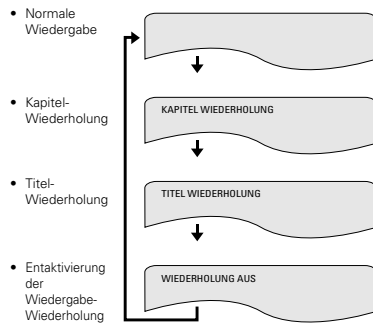 • Normale
Wiedergabe
• Kapitel-
Wiederholung
KAPITEL WIEDERHOLUNG
• Titel-
Wiederholung
TITEL WIEDERHOLUNG
• Entaktivierung
der
Wiedergabe-
Wiederholung
WIEDERHOLUNG AUS